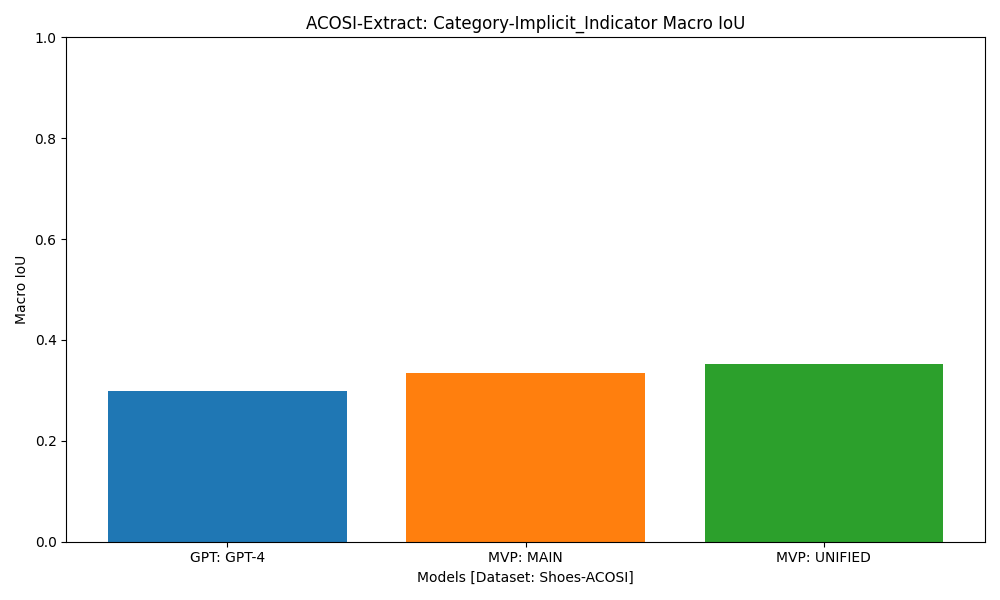 ACOSI-Extract: Category-Implicit_Indicator Macro IoU
1.0
0.8
0.6
0.4
0.2
0.0
Macro IoU
GPT: GPT-4
MVP: MAIN
MVP: UNIFIED
Models [Dataset: Shoes-ACOSI]